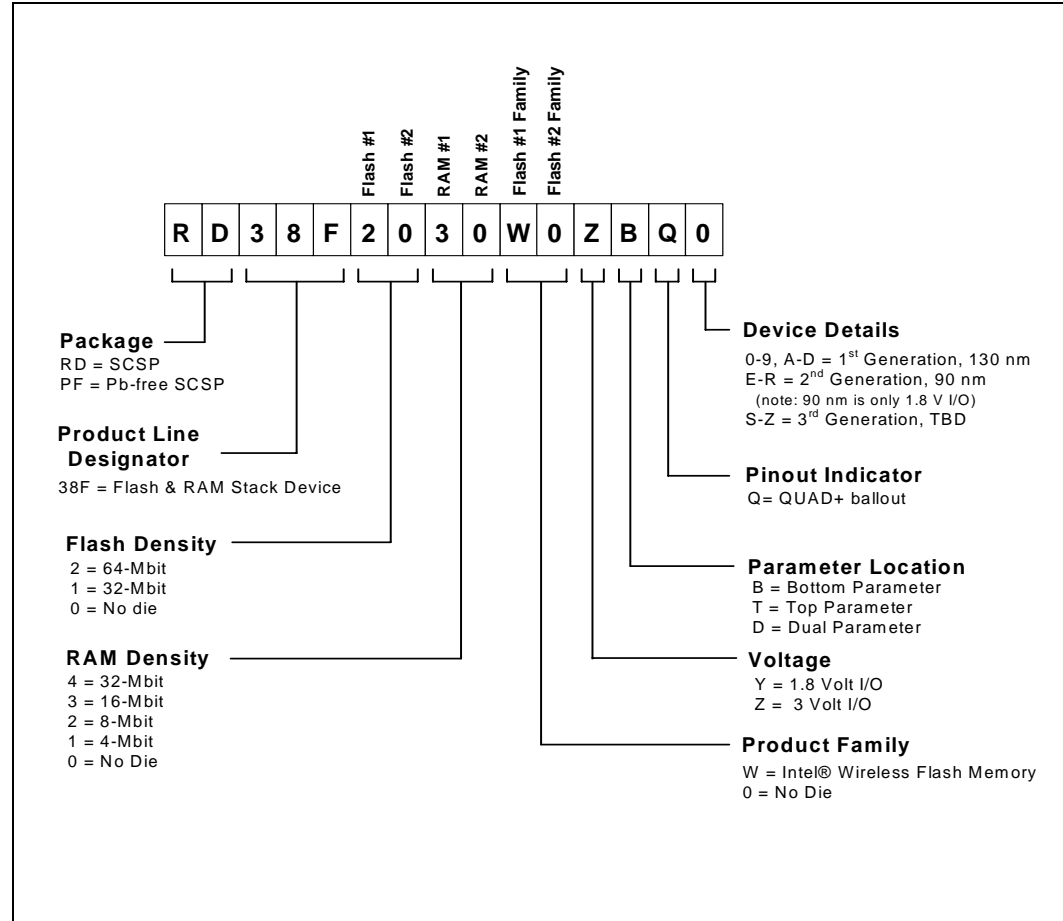 Flash #1
Flash #2
RAM #1
RAM #2
Flash #1 Family
Flash #2 Family
R D 3 8 F 2 0 3 0 W 0 Z B Q 0
Package
RD = SCSP
PF = Pb-free SCSP
Product Line
Designator
38F = Flash & RAM Stack Device
Flash Density
2 = 64-Mbit
1 = 32-Mbit
0 = No die
RAM Density
4 = 32-Mbit
3 = 16-Mbit
2 = 8-Mbit
1 = 4-Mbit
0 = No Die
Device Details
0-9, A-D = 1st Generation, 130 nm
E-R = 2nd Generation, 90 nm
(note: 90 nm is only 1.8 V I/O)
S-Z = 3rd Generation, TBD
Pinout Indicator
Q= QUAD+ ballout
Parameter Location
B = Bottom Parameter
T = Top Parameter
D = Dual Parameter
Voltage
Y = 1.8 Volt I/O
Z = 3 Volt I/O
Product Family
W = Intel® Wireless Flash Memory
0 = No Die